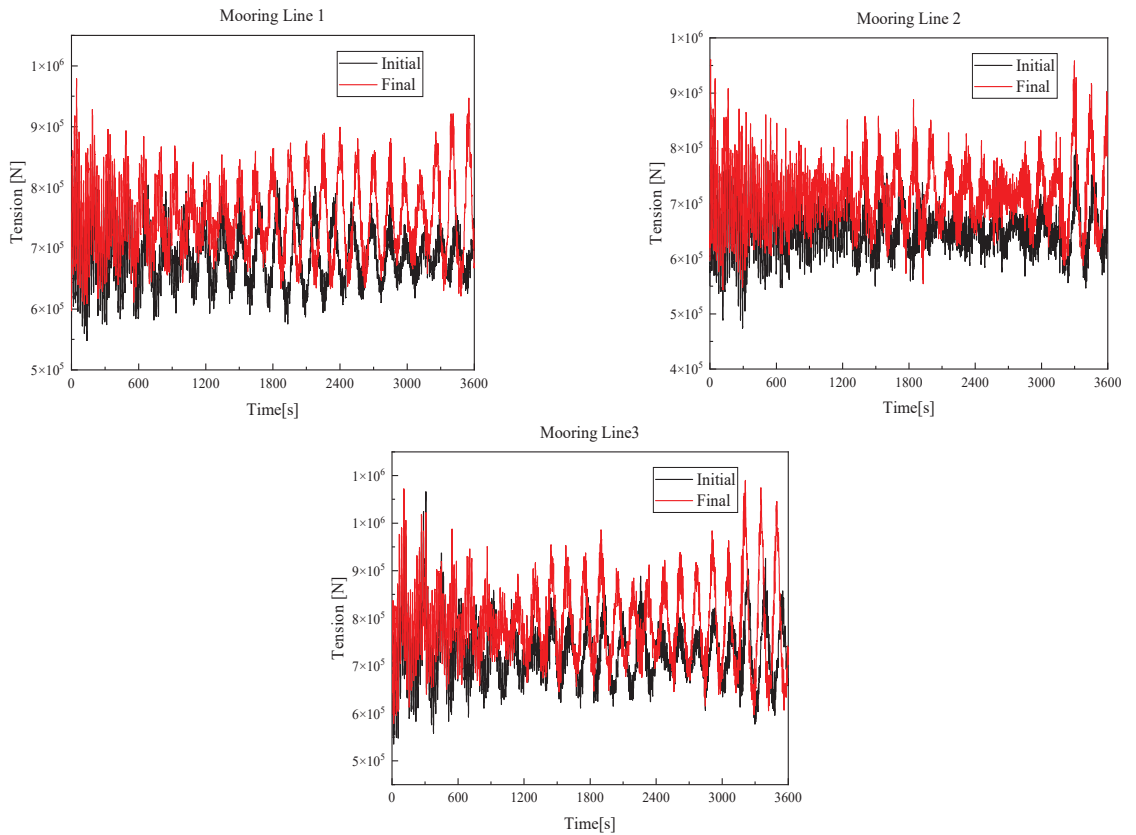 Mooring Line 1
Initial
Final
1×10⁶
9×10⁵
8×10⁵
7×10⁵
6×10⁵
5×10⁵
Tension [N]
0 600 1200 1800 2400 3000 3600
Time[s]
Mooring Line 2
Initial
Final
1×10⁶
9×10⁵
8×10⁵
7×10⁵
6×10⁵
5×10⁵
4×10⁵
Tension [N]
0 600 1200 1800 2400 3000 3600
Time[s]
Mooring Line3
Initial
Final
1×10⁶
1×10⁶
9×10⁵
8×10⁵
7×10⁵
6×10⁵
5×10⁵
Tension [N]
0 600 1200 1800 2400 3000 3600
Time[s]